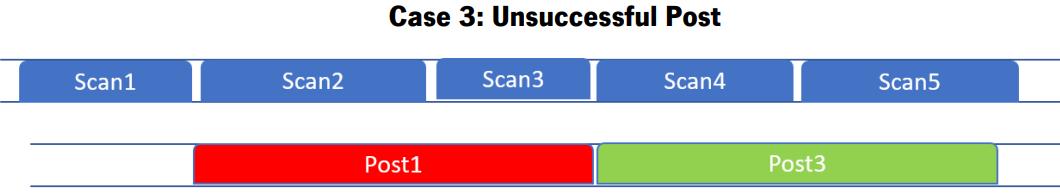 Case 3: Unsuccessful Post
Scan1 Scan2 Scan3 Scan4 Scan5
Post1 Post3